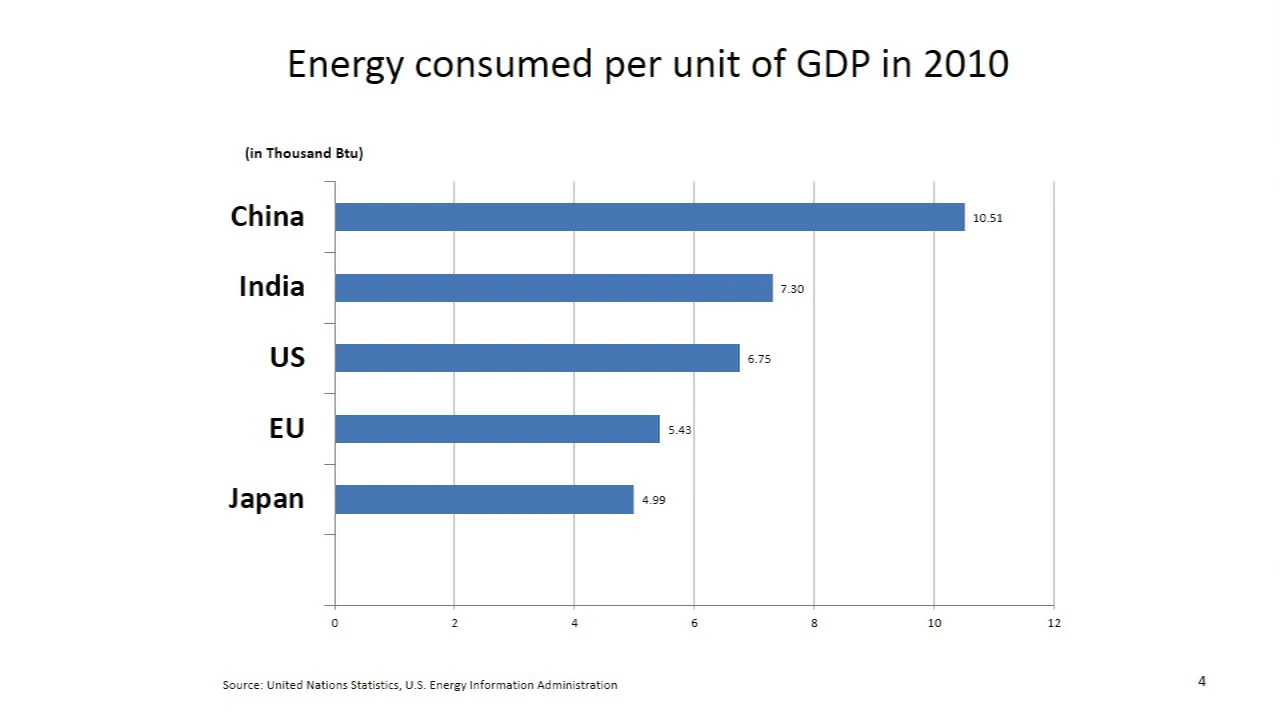 Energy consumed per unit of GDP in 2010
(in Thousand Btu)
China
10.51
India
7.30
US
6.75
EU
5.43
Japan
4.99
0 2 4 6 8 10 12
Source: United Nations Statistics, U.S. Energy Information Administration
4